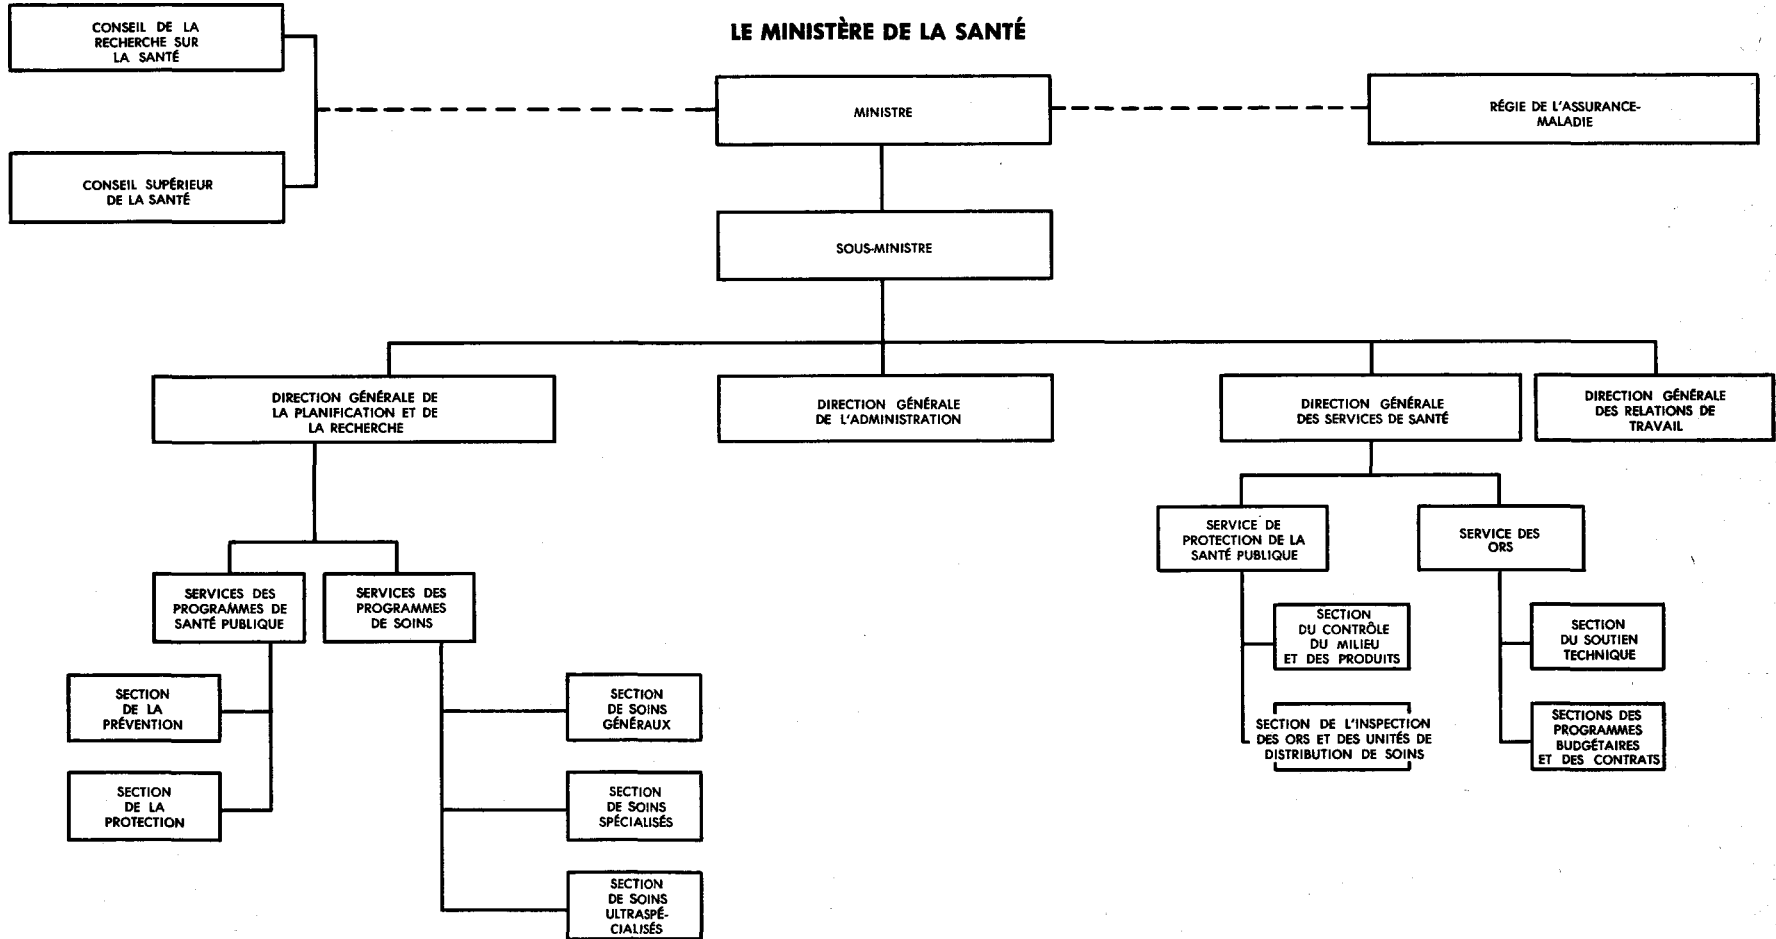 LE MINISTÈRE DE LA SANTÉ
CONSEIL DE LA
RECHERCHE SUR
LA SANTÉ
MINISTRE
RÉGIE DE L'ASSURANCE-
MALADIE
CONSEIL SUPÉRIEUR
DE LA SANTÉ
SOUS-MINISTRE
DIRECTION GÉNÉRALE DE
LA PLANIFICATION ET DE
LA RECHERCHE
DIRECTION GÉNÉRALE
DE L'ADMINISTRATION
DIRECTION GÉNÉRALE
DES SERVICES DE SANTÉ
DIRECTION GÉNÉRALE
DES RELATIONS DE
TRAVAIL
SERVICE DE
PROTECTION DE LA
SANTÉ PUBLIQUE
SERVICE DES
ORS
SERVICES DES
PROGRAMMES DE
SANTÉ PUBLIQUE
SERVICES DES
PROGRAMMES
DE SOINS
SECTION
DU CONTRÔLE
DU MILIEU
ET DES PRODUITS
SECTION
DU SOUTIEN
TECHNIQUE
SECTION
DE LA
PRÉVENTION
SECTION
DE SOINS
GÉNÉRAUX
SECTION DE L'INSPECTION
DES ORS ET DES UNITÉS DE
DISTRIBUTION DE SOINS
SECTIONS DES
PROGRAMMES
BUDGÉTAIRES
ET DES CONTRATS
SECTION
DE LA
PROTECTION
SECTION
DE SOINS
SPÉCIALISÉS
SECTION
DE SOINS
ULTRASPÉ-
CIALISÉS